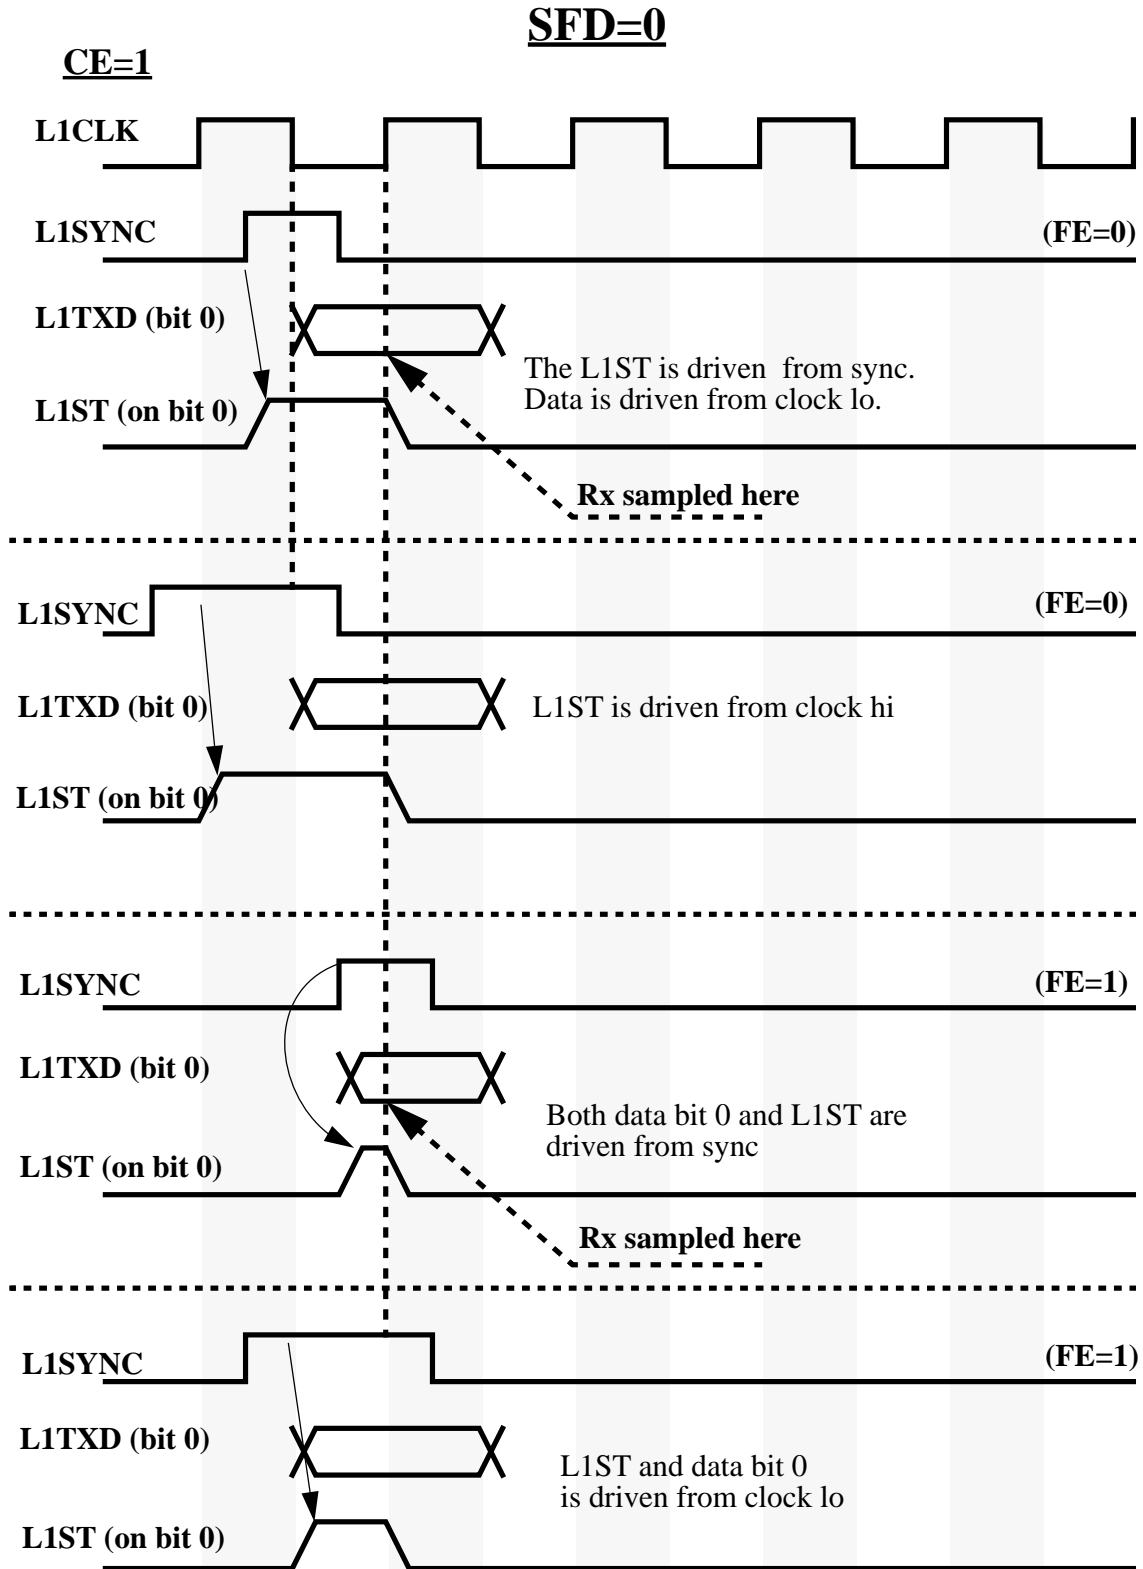 SFD=0
CE=1
L1CLK
L1SYNC
(FE=0)
L1TXD (bit 0)
The L1ST is driven from sync.
Data is driven from clock lo.
L1ST (on bit 0)
Rx sampled here
L1SYNC
(FE=0)
L1TXD (bit 0)
L1ST is driven from clock hi
L1ST (on bit 0)
L1SYNC
(FE=1)
L1TXD (bit 0)
Both data bit 0 and L1ST are
driven from sync
L1ST (on bit 0)
Rx sampled here
L1SYNC
(FE=1)
L1TXD (bit 0)
L1ST and data bit 0
is driven from clock lo
L1ST (on bit 0)